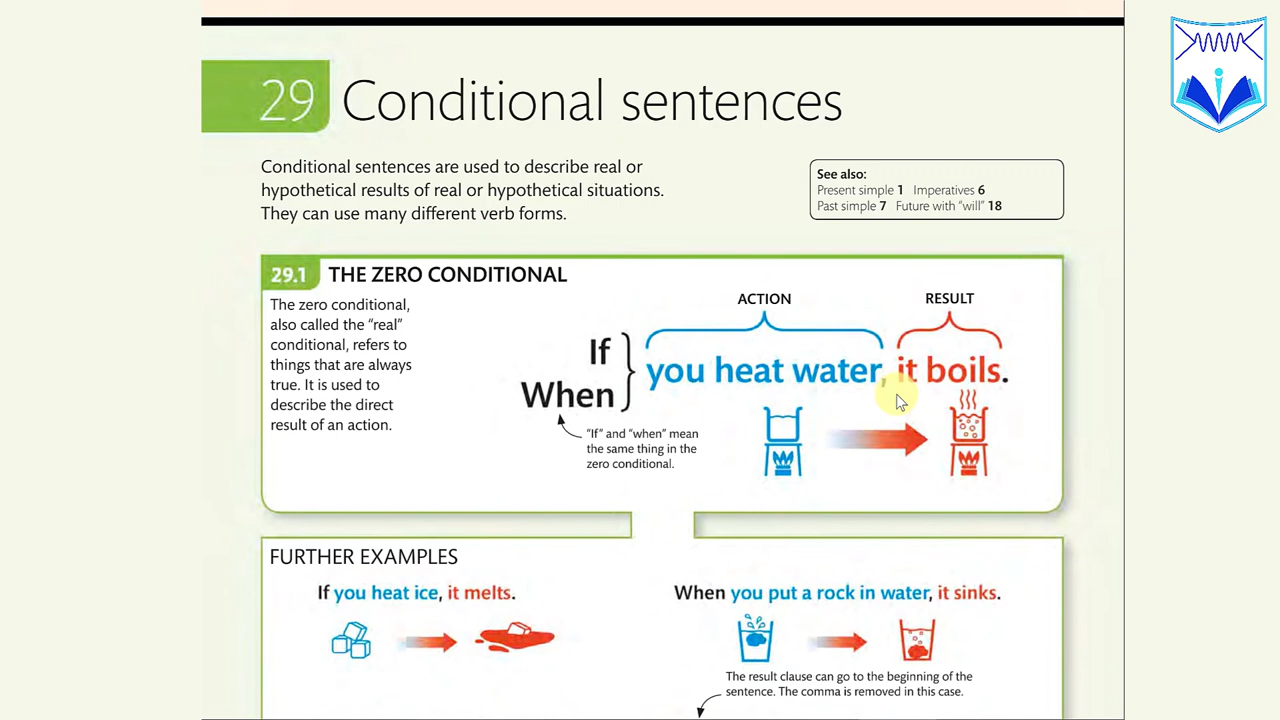 29 Conditional sentences
Conditional sentences are used to describe real or
hypothetical results of real or hypothetical situations.
They can use many different verb forms.
See also:
Present simple 1 Imperatives 6
Past simple 7 Future with “will” 18
29.1 THE ZERO CONDITIONAL
The zero conditional,
also called the “real”
conditional, refers to
things that are always
true. It is used to
describe the direct
result of an action.
ACTION RESULT
If
When
you heat water, it boils.
“If” and “when” mean
the same thing in the
zero conditional.
FURTHER EXAMPLES
If you heat ice, it melts.
When you put a rock in water, it sinks.
The result clause can go to the beginning of the
sentence. The comma is removed in this case.